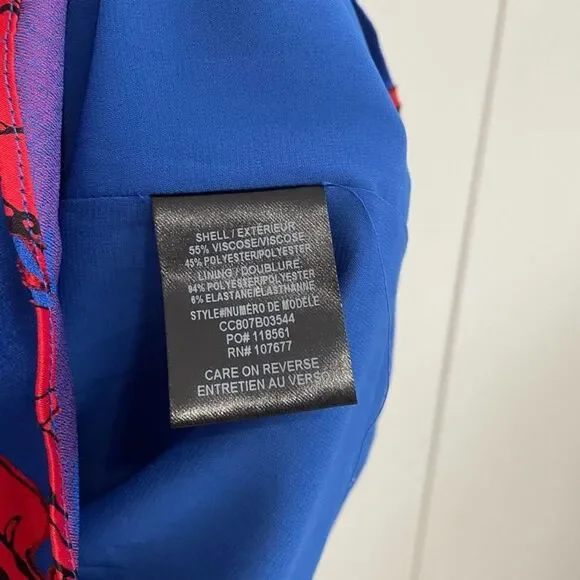 SHELL / EXTÉRIEUR
55% VISCOSE/VISCOSE
45% POLYESTER/POLYESTER
LINING / DOUBLURE
94% POLYESTER/POLYESTER
6% ELASTANE/ÉLASTHANNE
STYLE#/NUMÉRO DE MODÈLE
CC807B03544
PO# 118561
RN# 107677
CARE ON REVERSE
ENTRETIEN AU VERSO